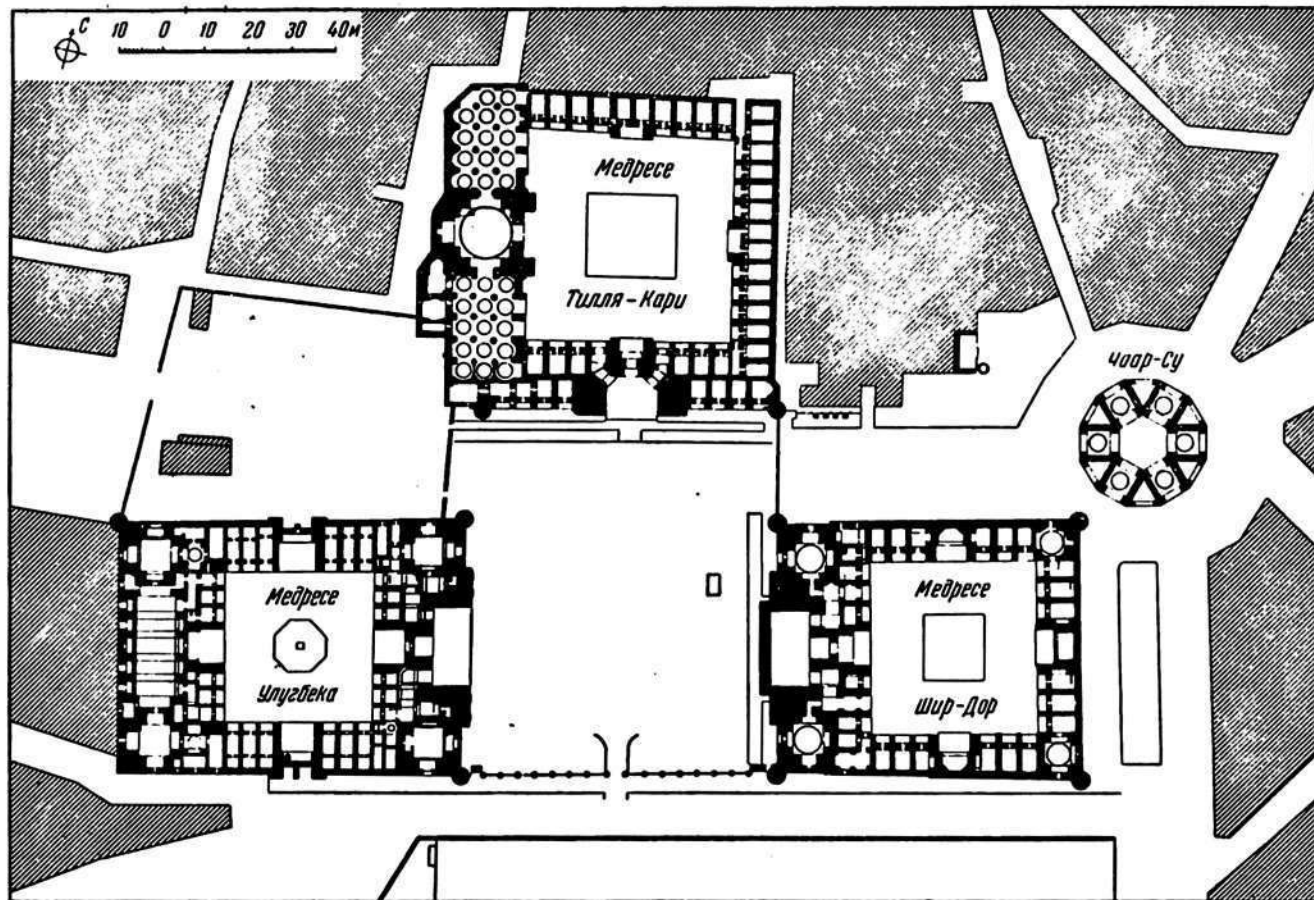 С
10 0 10 20 30 40м
Медресе
Тилля-Кари
Чоар-Су
Медресе
Улугбека
Медресе
Шир-Дор